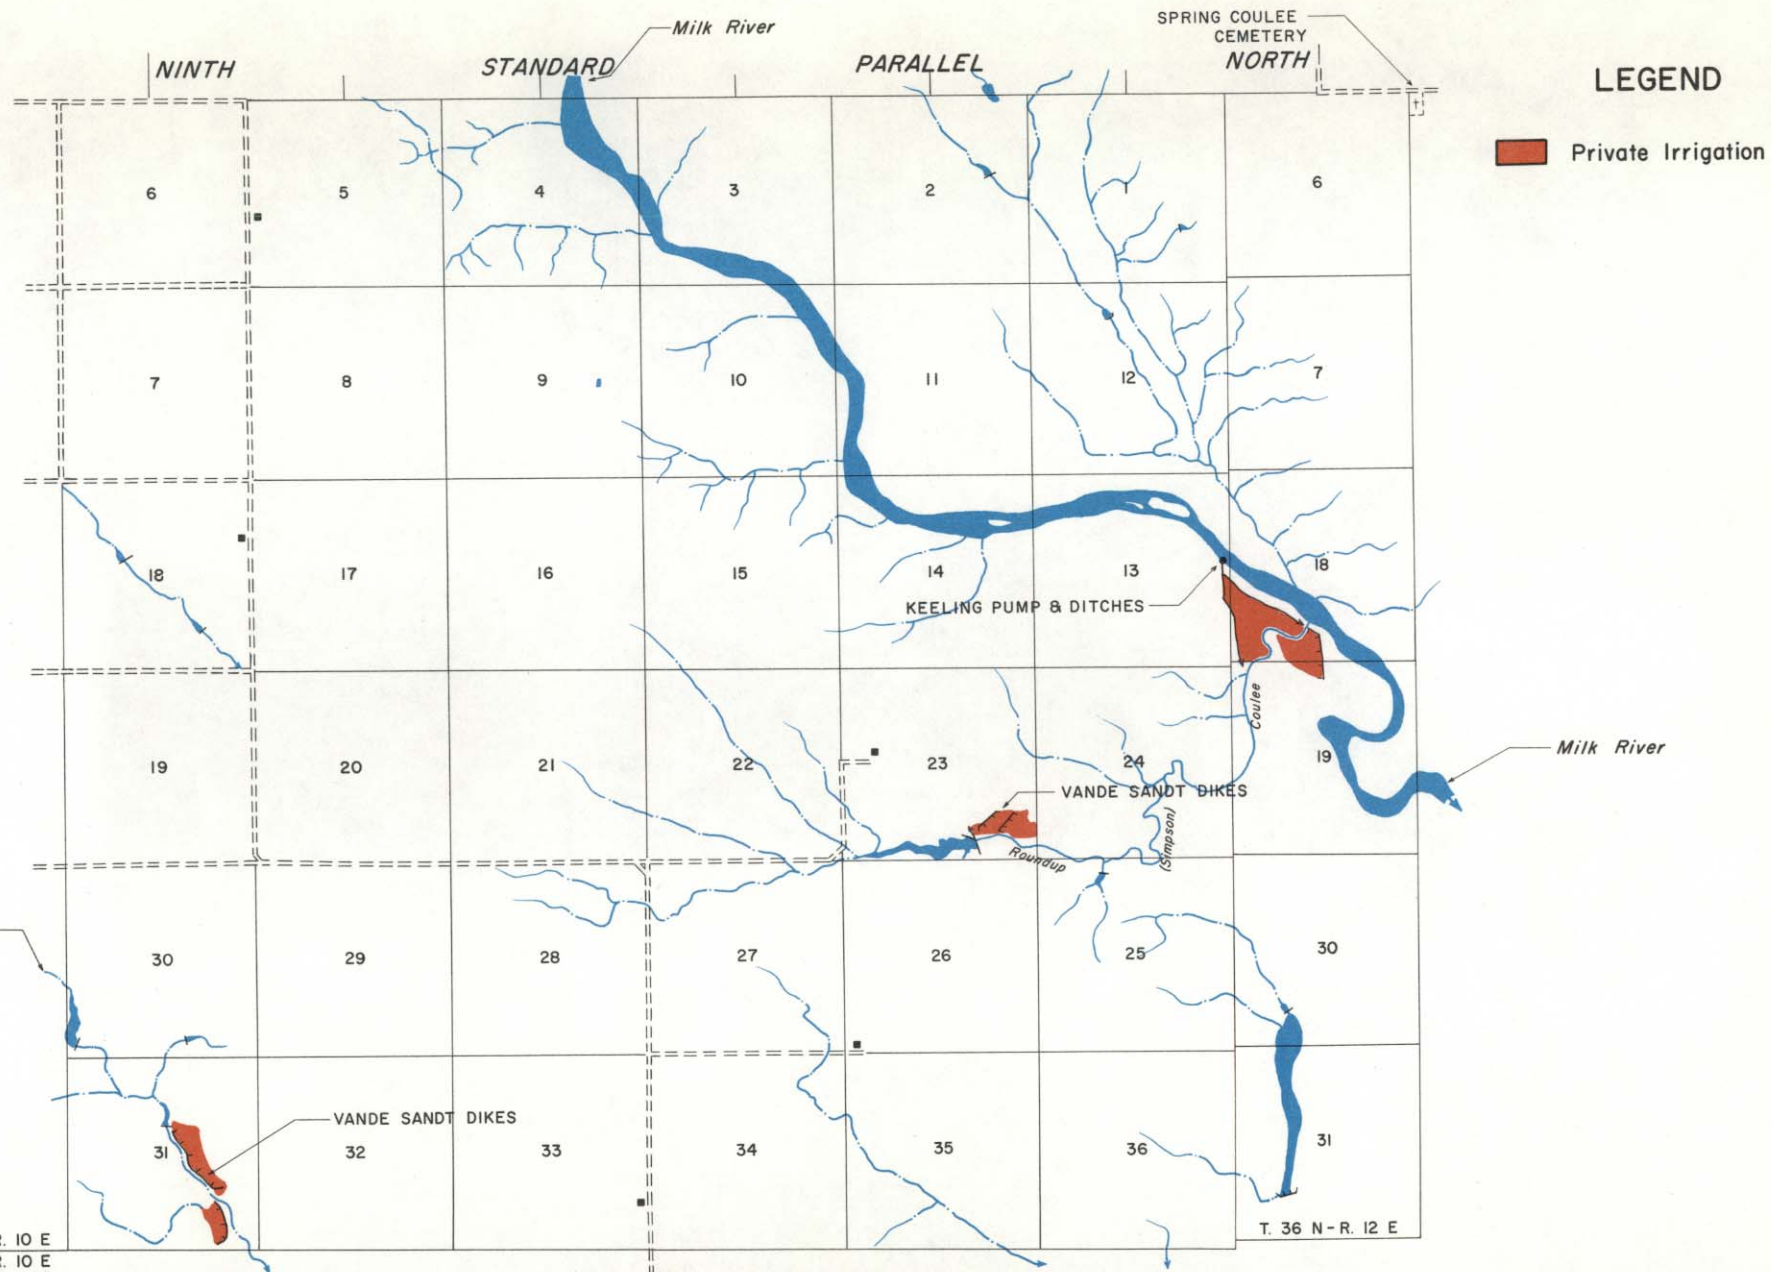 Milk River
SPRING COULEE
CEMETERY
NINTH STANDARD PARALLEL NORTH
LEGEND
Private Irrigation
6 5 4 3 2 1 6
7 8 9 10 11 12 7
18 17 16 15 14 13 18
KEELING PUMP & DITCHES
Coulee
19 20 21 22 23 24 19
Milk River
VANDE SANDT DIKES
(Simpson)
Roundup
30 29 28 27 26 25 30
VANDE SANDT DIKES
31 32 33 34 35 36 31
T. 36 N - R. 12 E
R. 10 E
R. 10 E